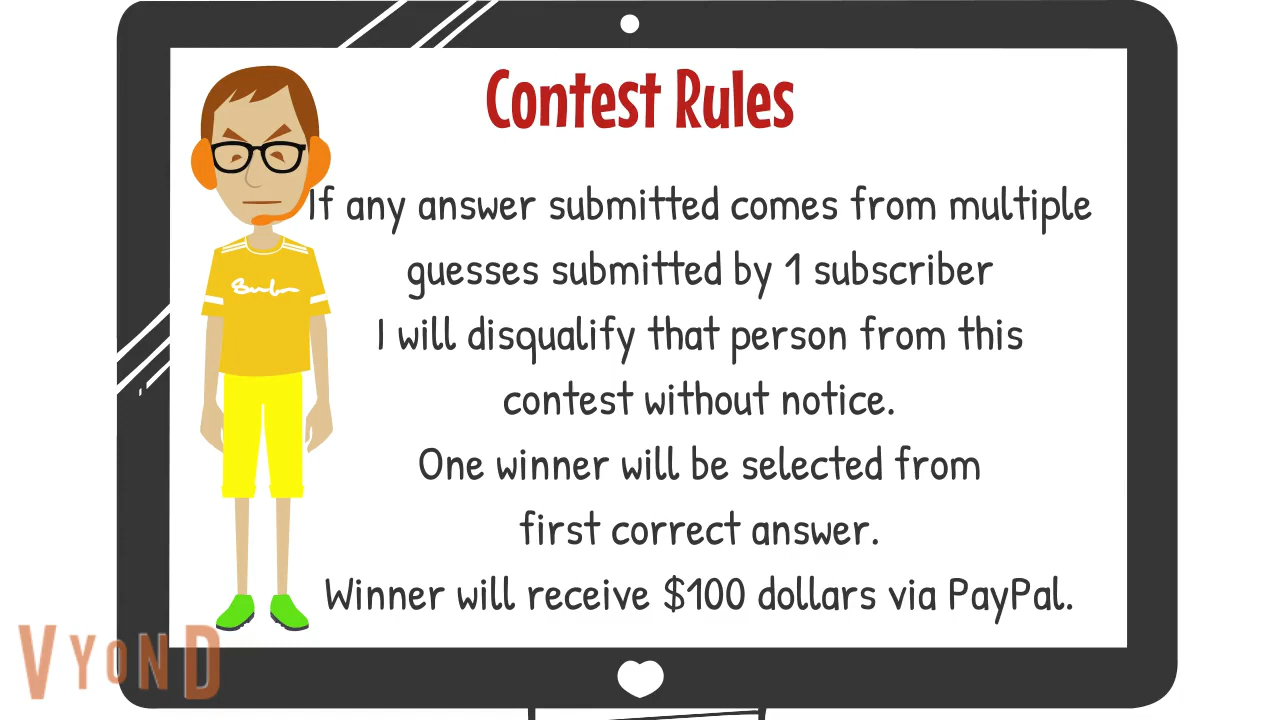 Contest Rules
If any answer submitted comes from multiple
guesses submitted by 1 subscriber
I will disqualify that person from this
contest without notice.
One winner will be selected from
first correct answer.
Winner will receive $100 dollars via PayPal.
VYOND